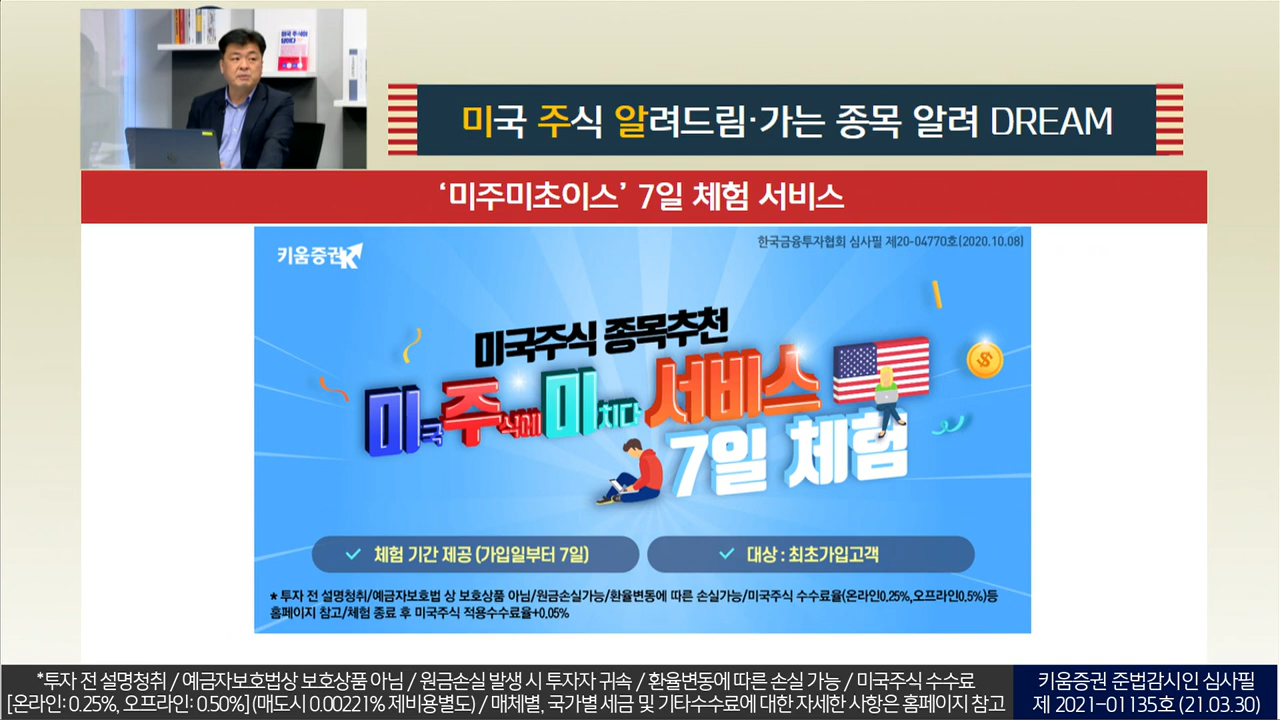 미국 주식이
답이다
미국 주식 알려드림·가는 종목 알려 DREAM
‘미주미초이스’ 7일 체험 서비스
키움증권
한국금융투자협회 심사필 제20-04770호(2020.10.08)
미국주식 종목추천
미국주식에미치다 서비스
7일 체험
체험 기간 제공 (가입일부터 7일)
대상 : 최초가입고객
* 투자 전 설명청취/예금자보호법 상 보호상품 아님/원금손실가능/환율변동에 따른 손실가능/미국주식 수수료율(온라인0.25%,오프라인0.5%)등
홈페이지 참고/체험 종료 후 미국주식 적용수수료율+0.05%
*투자 전 설명청취 / 예금자보호법상 보호상품 아님 / 원금손실 발생 시 투자자 귀속 / 환율변동에 따른 손실 가능 / 미국주식 수수료
[온라인: 0.25%, 오프라인: 0.50%] (매도시 0.00221% 제비용별도) / 매체별, 국가별 세금 및 기타수수료에 대한 자세한 사항은 홈페이지 참고
키움증권 준법감시인 심사필
제 2021-01135호 (21.03.30)